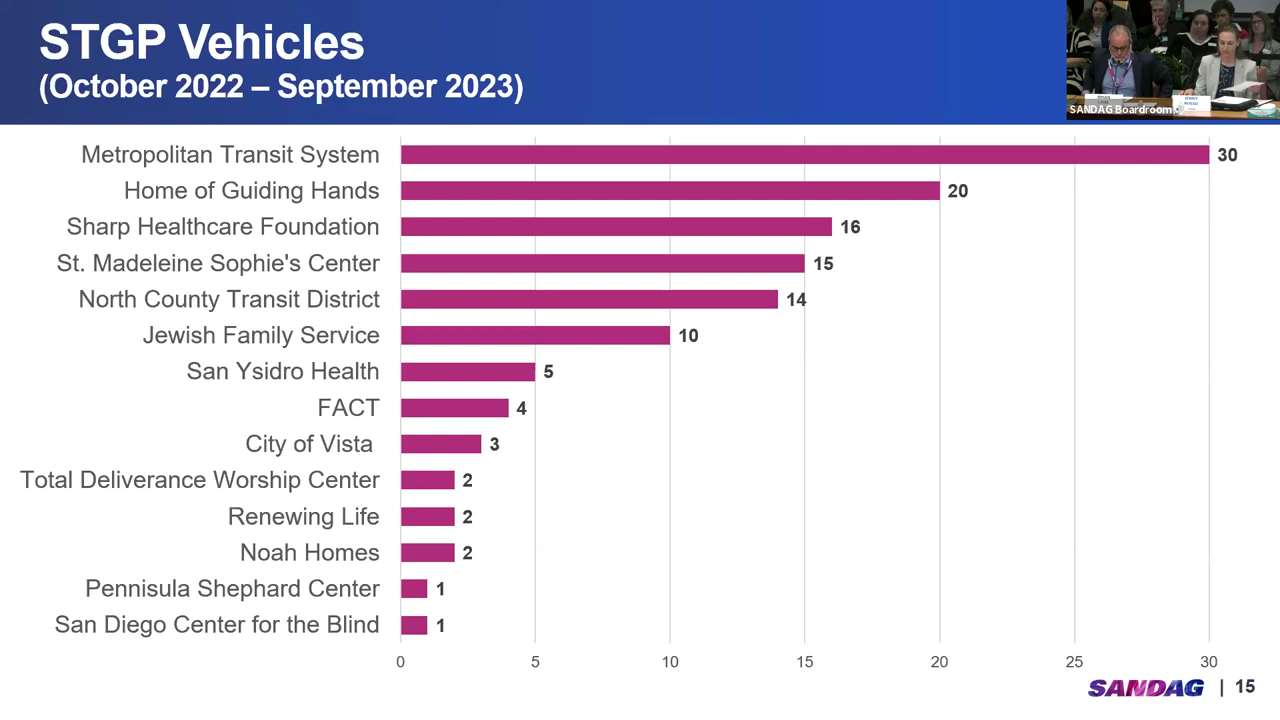 STGP Vehicles
(October 2022 – September 2023)
SANDAG Boardroom
Metropolitan Transit System 30
Home of Guiding Hands 20
Sharp Healthcare Foundation 16
St. Madeleine Sophie's Center 15
North County Transit District 14
Jewish Family Service 10
San Ysidro Health 5
FACT 4
City of Vista 3
Total Deliverance Worship Center 2
Renewing Life 2
Noah Homes 2
Pennisula Shephard Center 1
San Diego Center for the Blind 1
0 5 10 15 20 25 30
SANDAG | 15